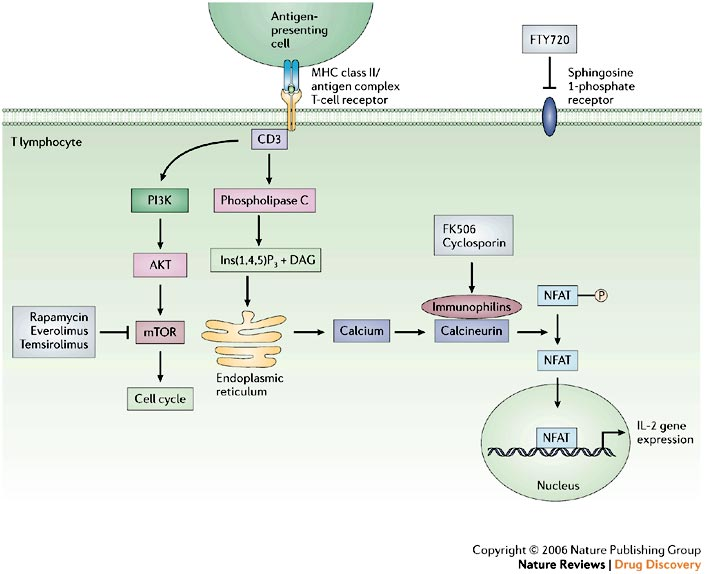 Antigen-
presenting
cell
FTY720
MHC class II/
antigen complex
T-cell receptor
Sphingosine
1-phosphate
receptor
T lymphocyte
CD3
PI3K
Phospholipase C
FK506
Cyclosporin
AKT
Ins(1,4,5)P3 + DAG
NFAT
P
Immunophilins
Rapamycin
Everolimus
Temsirolimus
mTOR
Calcium
Calcineurin
NFAT
Endoplasmic
reticulum
Cell cycle
NFAT
IL-2 gene
expression
Nucleus
Copyright © 2006 Nature Publishing Group
Nature Reviews | Drug Discovery